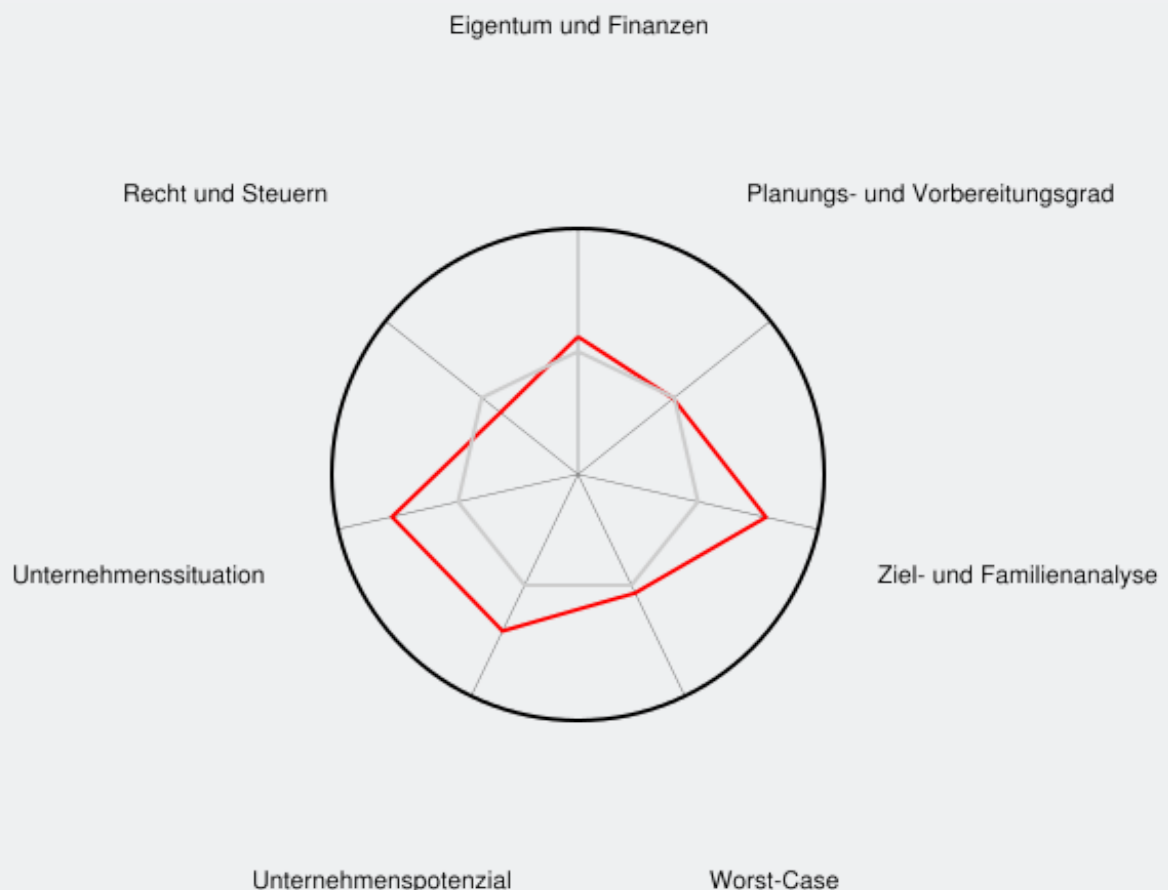 Eigentum und Finanzen
Recht und Steuern
Planungs- und Vorbereitungsgrad
Unternehmenssituation
Ziel- und Familienanalyse
Unternehmenspotenzial
Worst-Case